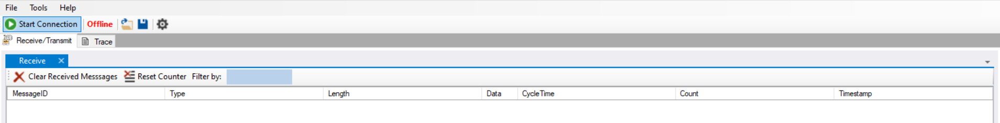 File Tools Help
Start Connection Offline
Receive/Transmit Trace
Receive
Clear Received Messsages Reset Counter Filter by:
MessageID Type Length Data CycleTime Count Timestamp